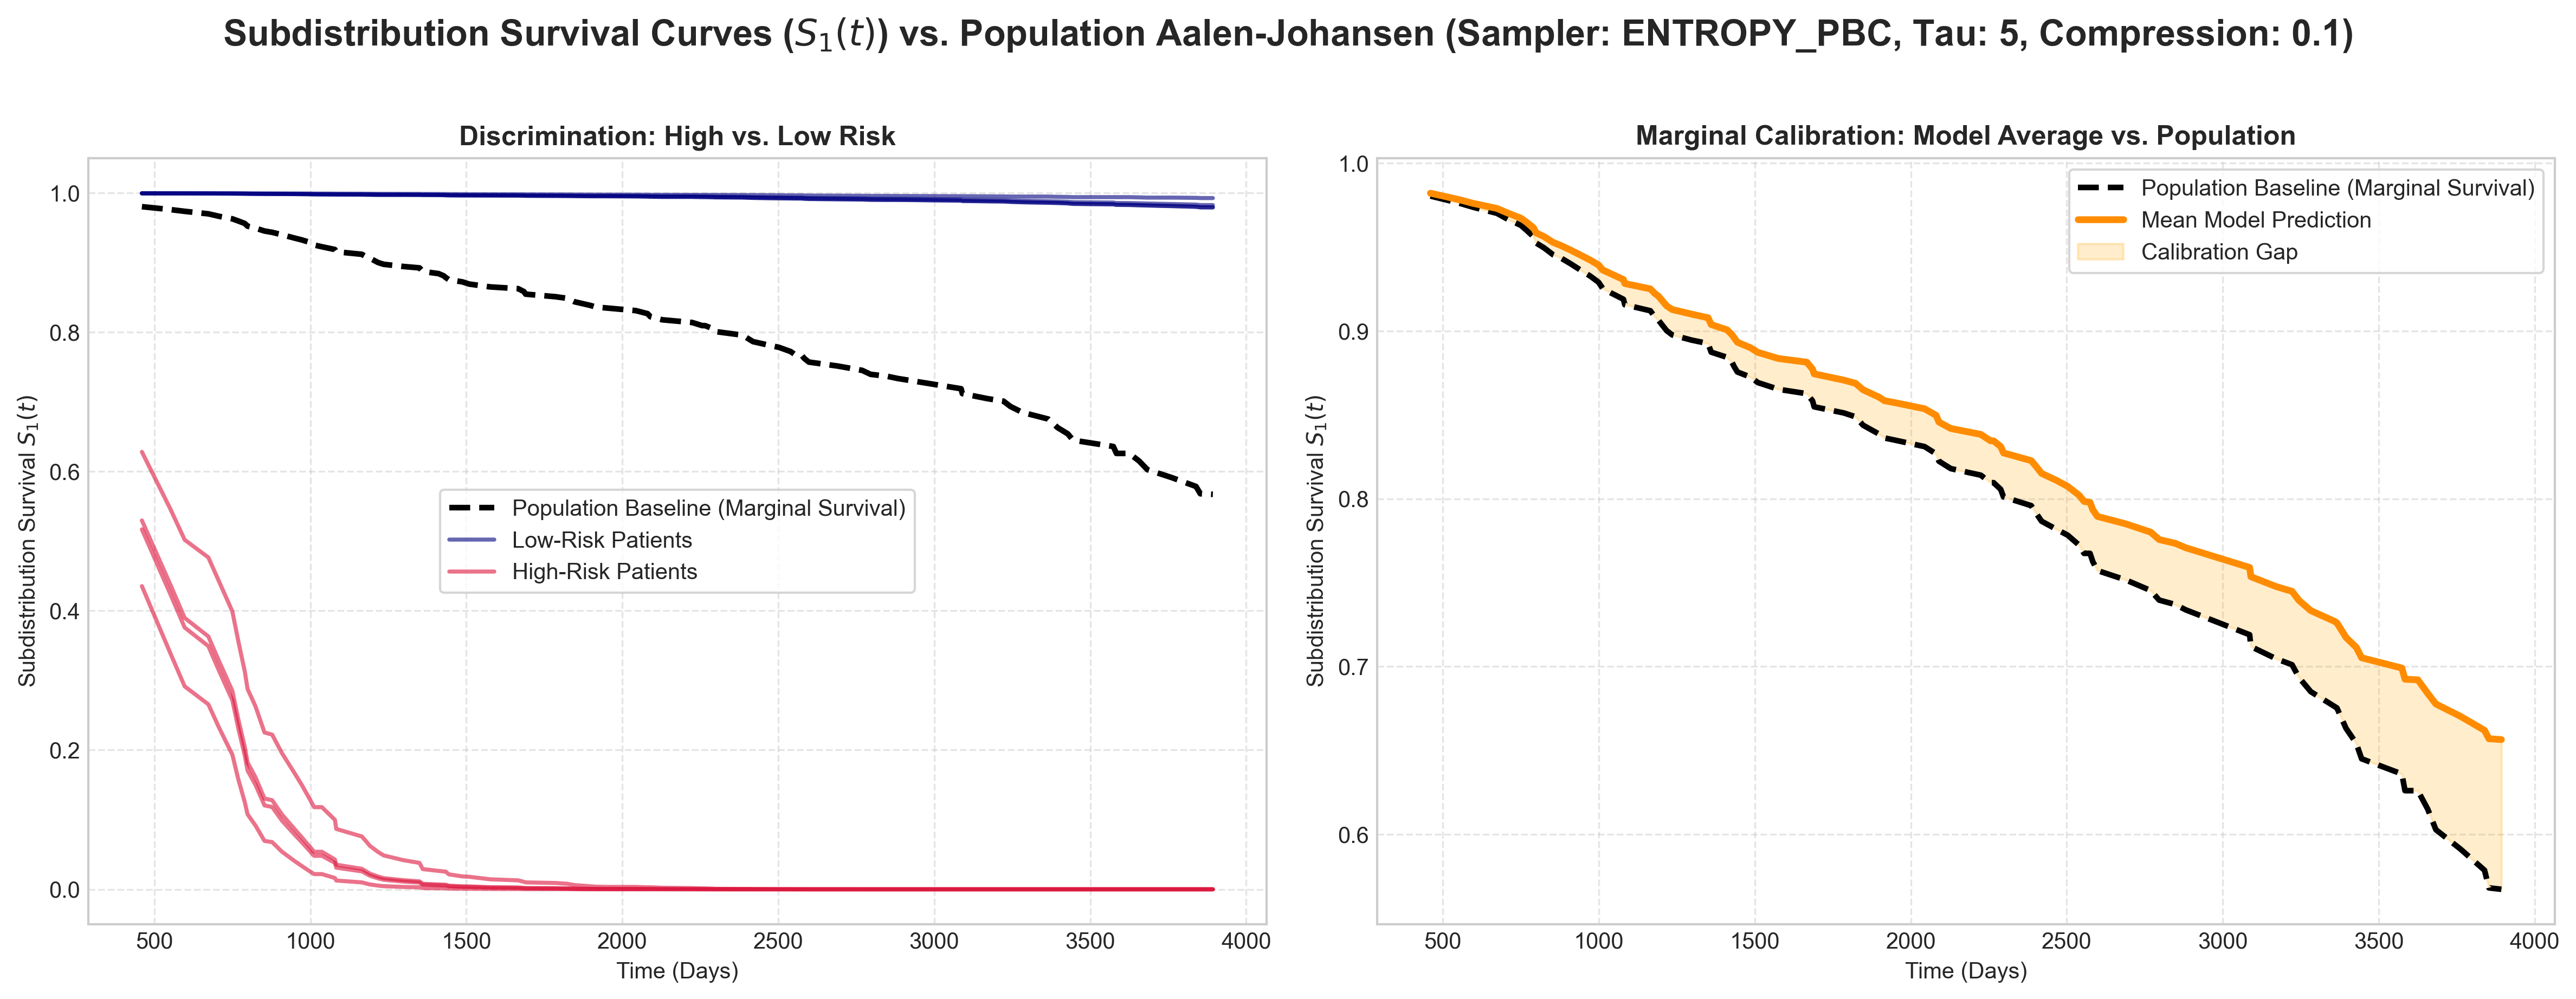 Subdistribution Survival Curves (S₁(t)) vs. Population Aalen-Johansen (Sampler: ENTROPY_PBC, Tau: 5, Compression: 0.1)
Discrimination: High vs. Low Risk
Subdistribution Survival S₁(t)
1.0
0.8
0.6
0.4
0.2
0.0
Population Baseline (Marginal Survival)
Low-Risk Patients
High-Risk Patients
500 1000 1500 2000 2500 3000 3500 4000
Time (Days)
Marginal Calibration: Model Average vs. Population
Subdistribution Survival S₁(t)
1.0
0.9
0.8
0.7
0.6
Population Baseline (Marginal Survival)
Mean Model Prediction
Calibration Gap
500 1000 1500 2000 2500 3000 3500 4000
Time (Days)